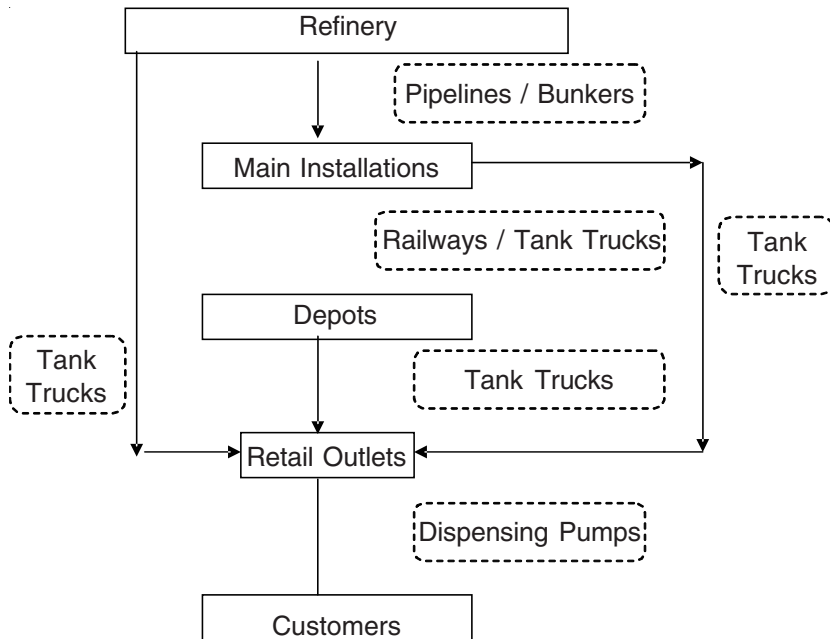 Refinery
Pipelines / Bunkers
Main Installations
Railways / Tank Trucks
Tank
Trucks
Depots
Tank
Trucks
Tank Trucks
Retail Outlets
Dispensing Pumps
Customers